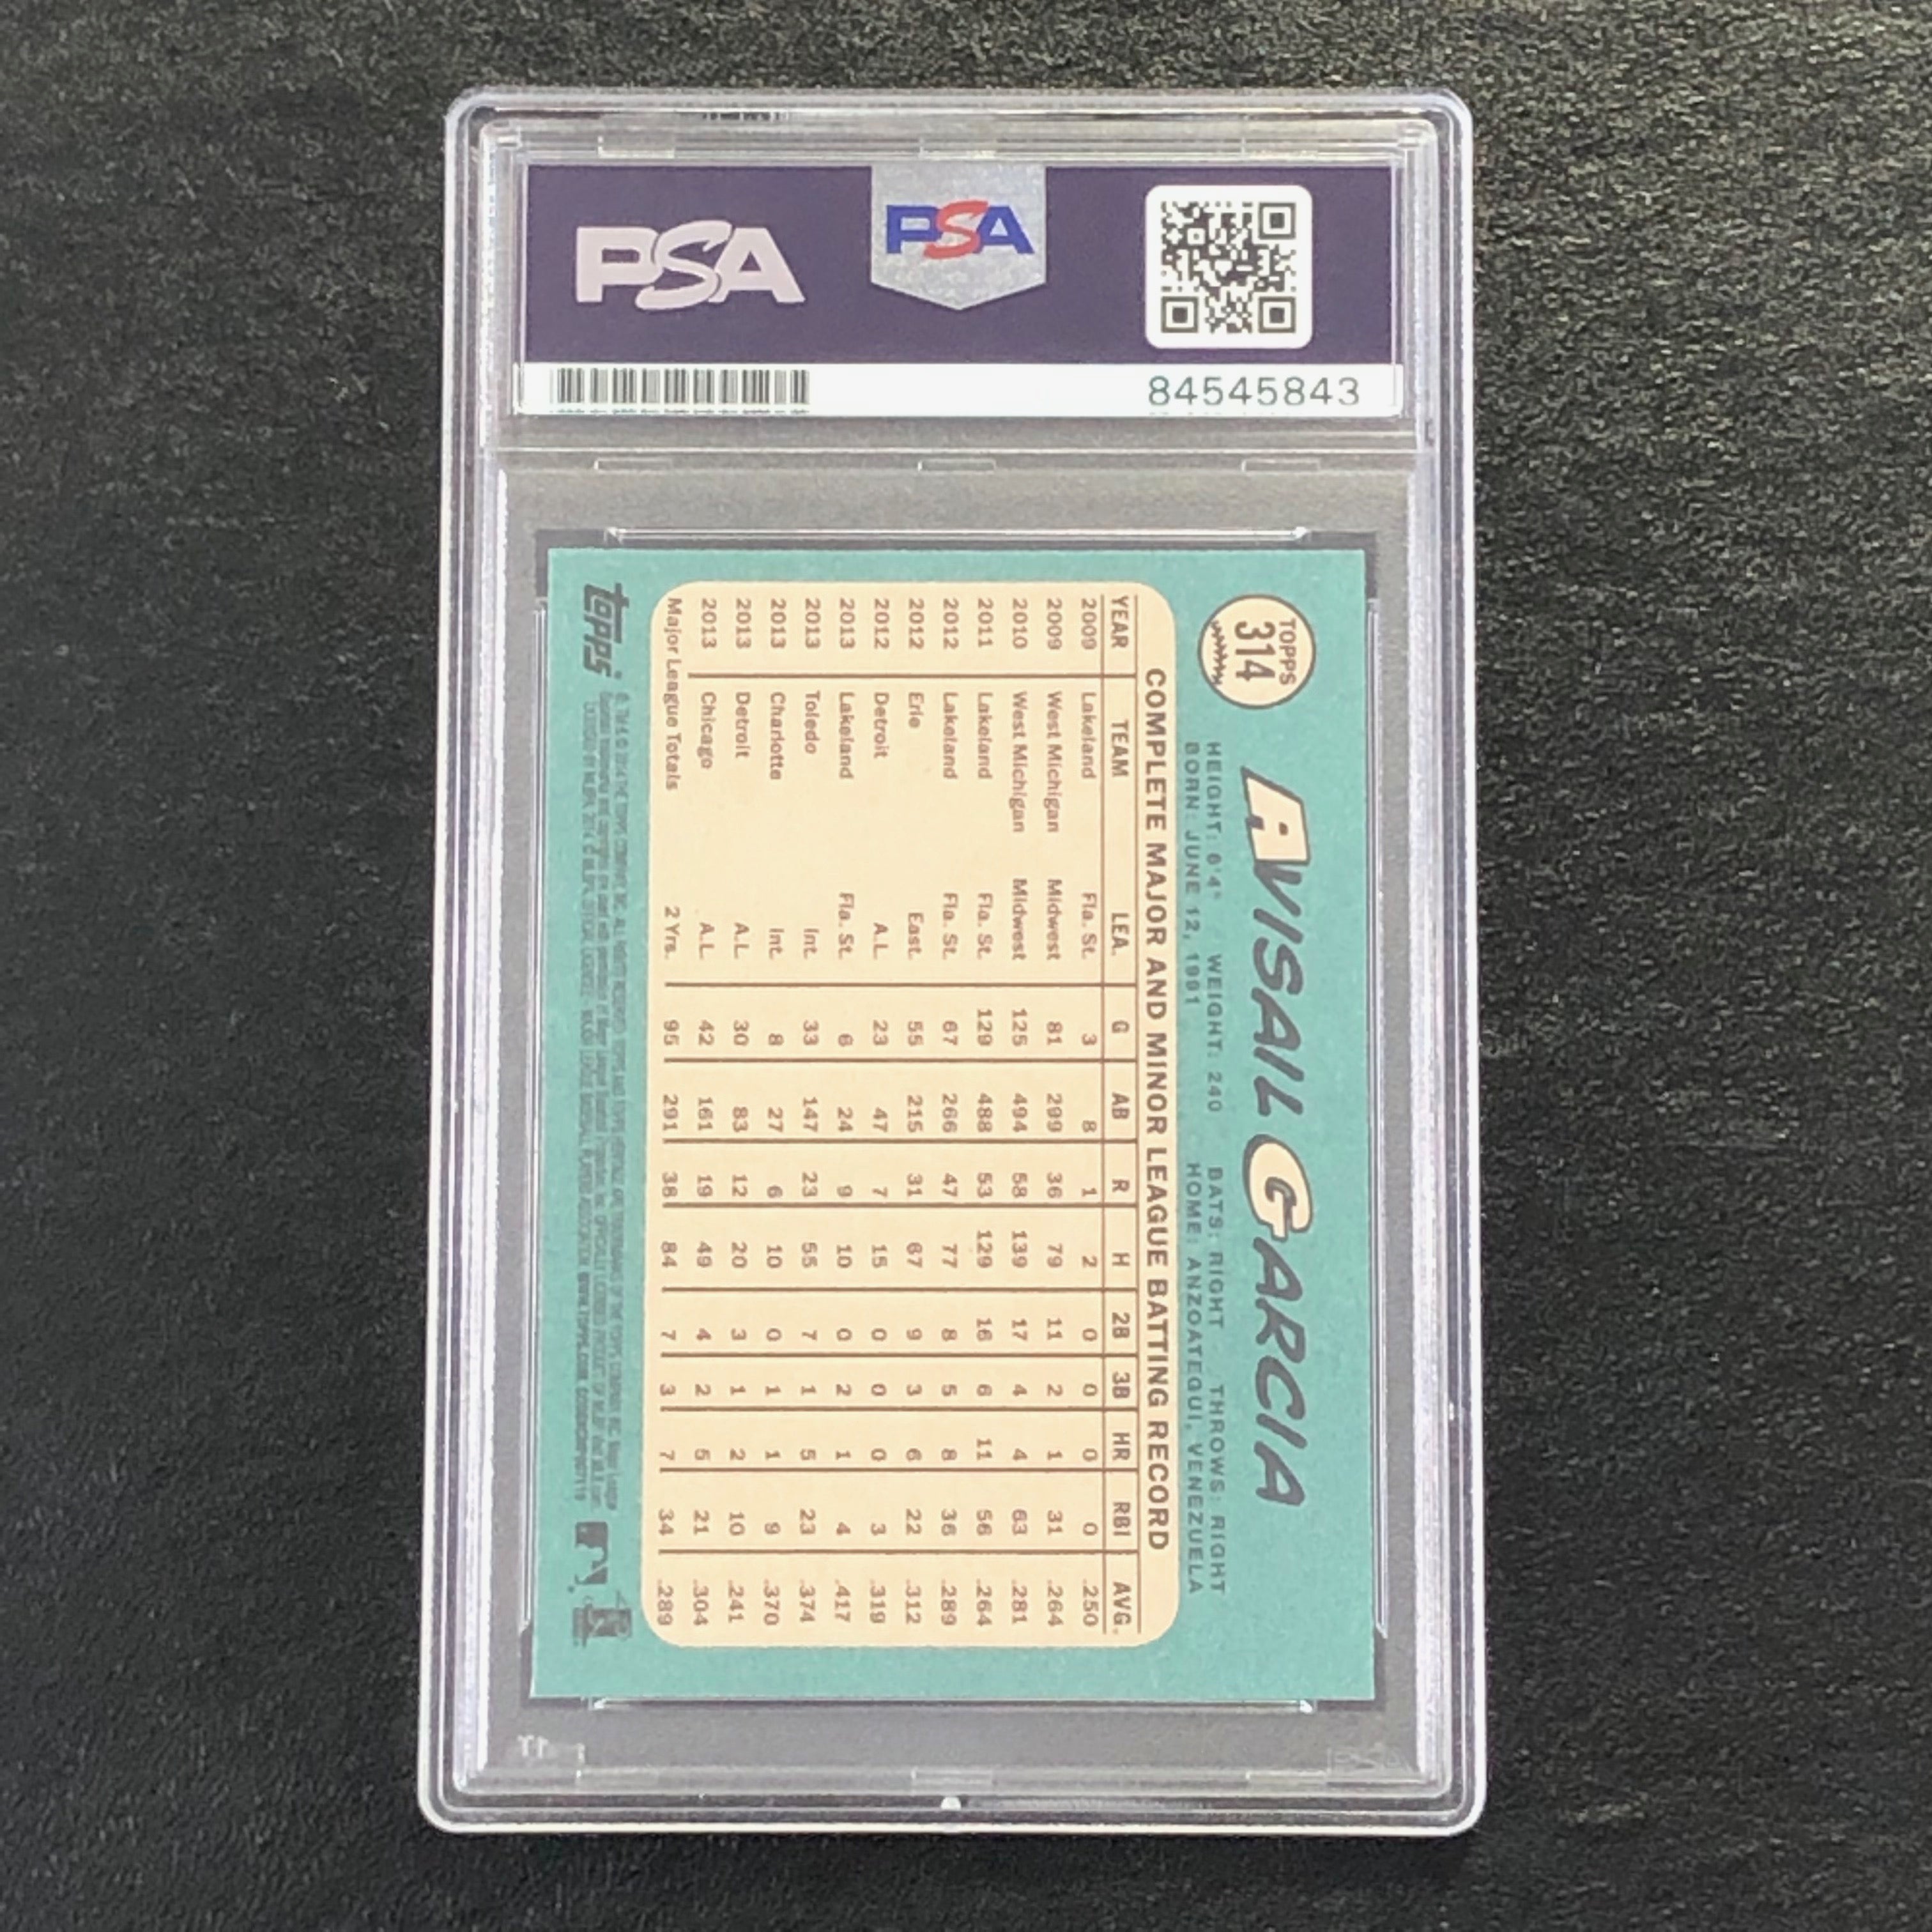 PSA
PSA
84545843
TOPPS
314
AVISAIL GARCIA
HEIGHT: 6'4" WEIGHT: 240 BATS: RIGHT THROWS: RIGHT
BORN: JUNE 12, 1991 HOME: ANZOATEGUI, VENEZUELA
COMPLETE MAJOR AND MINOR LEAGUE BATTING RECORD
YEAR TEAM LEA. G AB R H 2B 3B HR RBI AVG.
2009 Lakeland Fla. St. 3 8 1 2 0 0 0 0 .250
2009 West Michigan Midwest 81 299 36 79 11 2 1 31 .264
2010 West Michigan Midwest 125 494 58 139 17 4 4 63 .281
2011 Lakeland Fla. St. 129 488 53 129 16 6 11 56 .264
2012 Lakeland Fla. St. 67 266 47 77 8 5 8 36 .289
2012 Erie East. 55 215 31 67 9 3 6 22 .312
2012 Detroit A.L. 23 47 7 15 0 0 0 3 .319
2013 Lakeland Fla. St. 6 24 9 10 0 2 1 4 .417
2013 Toledo Int. 33 147 23 55 7 1 5 23 .374
2013 Charlotte Int. 8 27 6 10 0 1 1 9 .370
2013 Detroit A.L. 30 83 12 20 3 1 2 10 .241
2013 Chicago A.L. 42 161 19 49 4 2 5 21 .304
Major League Totals 2 Yrs. 95 291 38 84 7 3 7 34 .289
topps